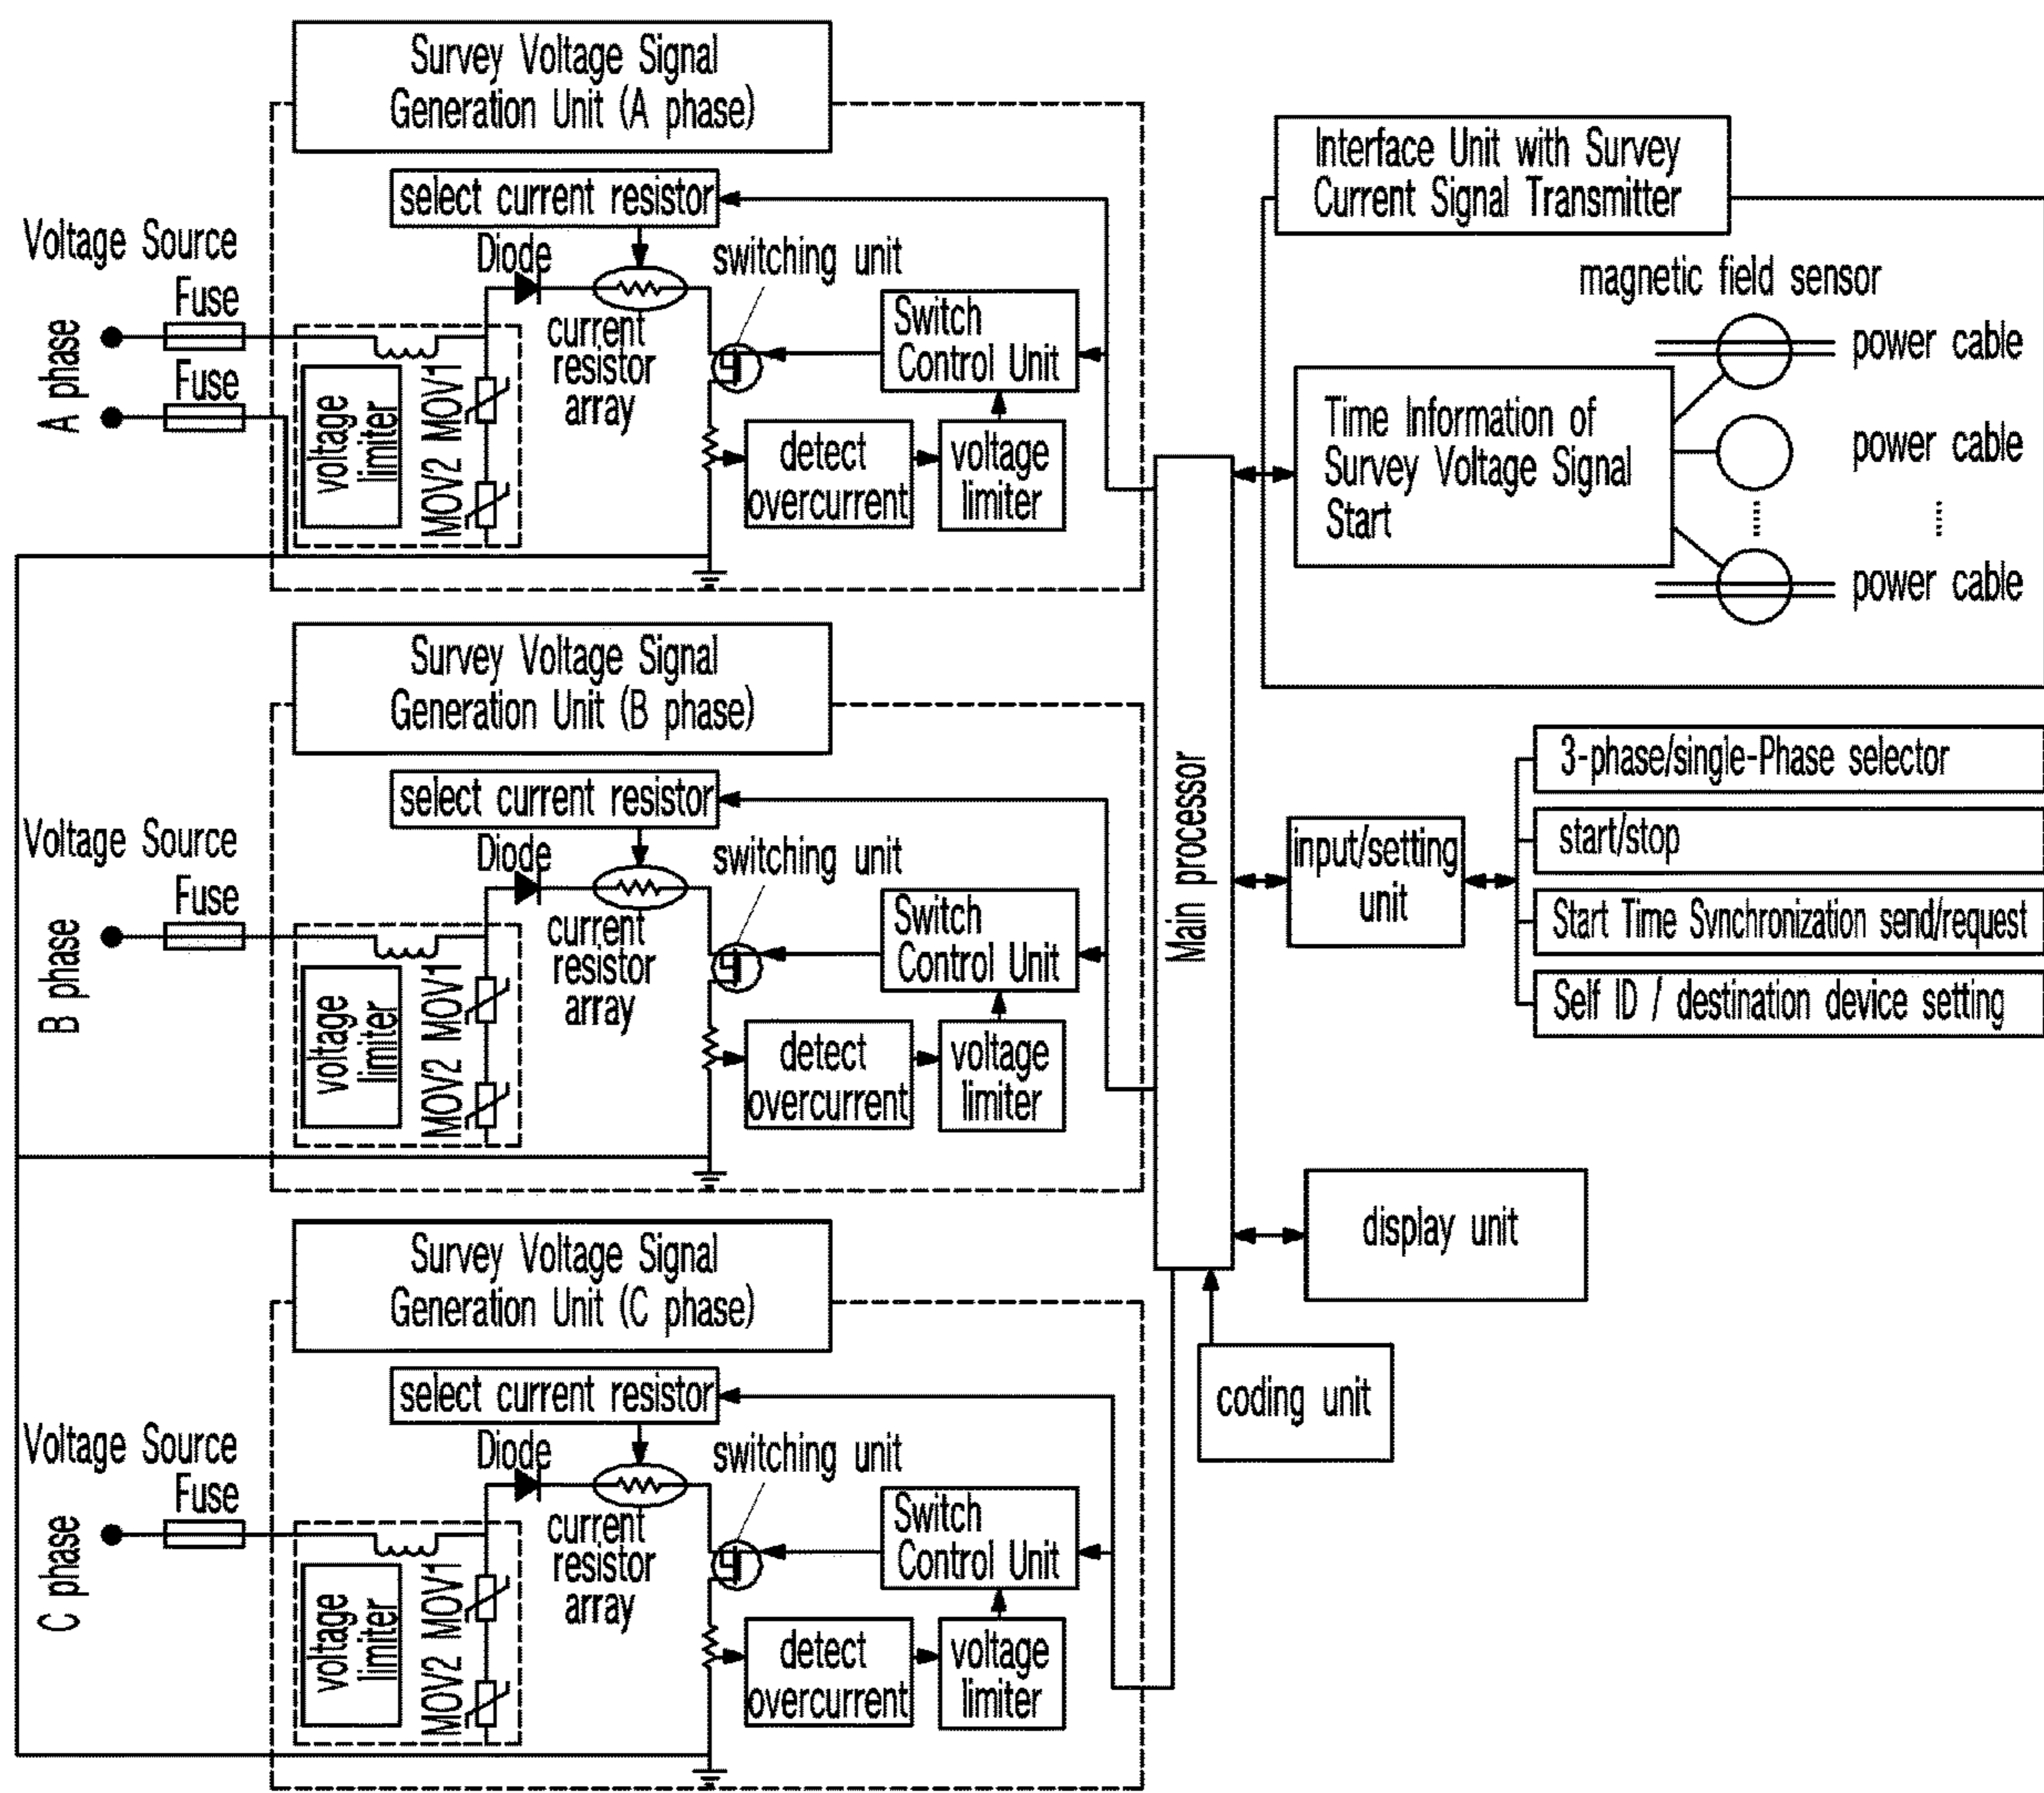 Survey Voltage Signal
Generation Unit (A phase)
select current resistor
Voltage Source
Fuse
Fuse
A phase
Diode
switching unit
current
resistor
array
voltage
limiter
MOV2 MOV1
Switch
Control Unit
detect
overcurrent
voltage
limiter
Survey Voltage Signal
Generation Unit (B phase)
select current resistor
Voltage Source
Fuse
B phase
Diode
switching unit
current
resistor
array
voltage
limiter
MOV2 MOV1
Switch
Control Unit
detect
overcurrent
voltage
limiter
Survey Voltage Signal
Generation Unit (C phase)
select current resistor
Voltage Source
Fuse
C phase
Diode
switching unit
current
resistor
array
voltage
limiter
MOV2 MOV1
Switch
Control Unit
detect
overcurrent
voltage
limiter
Main processor
Interface Unit with Survey
Current Signal Transmitter
magnetic field sensor
power cable
power cable
power cable
Time Information of
Survey Voltage Signal
Start
input/setting
unit
3-phase/single-Phase selector
start/stop
Start Time Synchronization send/request
Self ID / destination device setting
display unit
coding unit